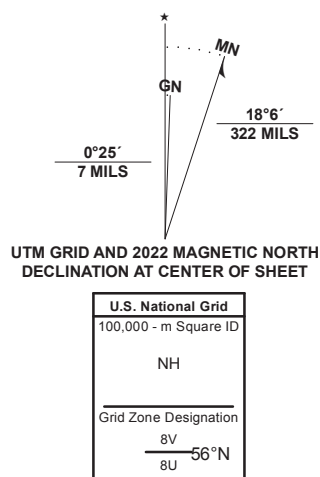 ★
MN
GN
18°6´
322 MILS
0°25´
7 MILS
UTM GRID AND 2022 MAGNETIC NORTH
DECLINATION AT CENTER OF SHEET
U.S. National Grid
100,000 - m Square ID
NH
Grid Zone Designation
8V
56°N
8U